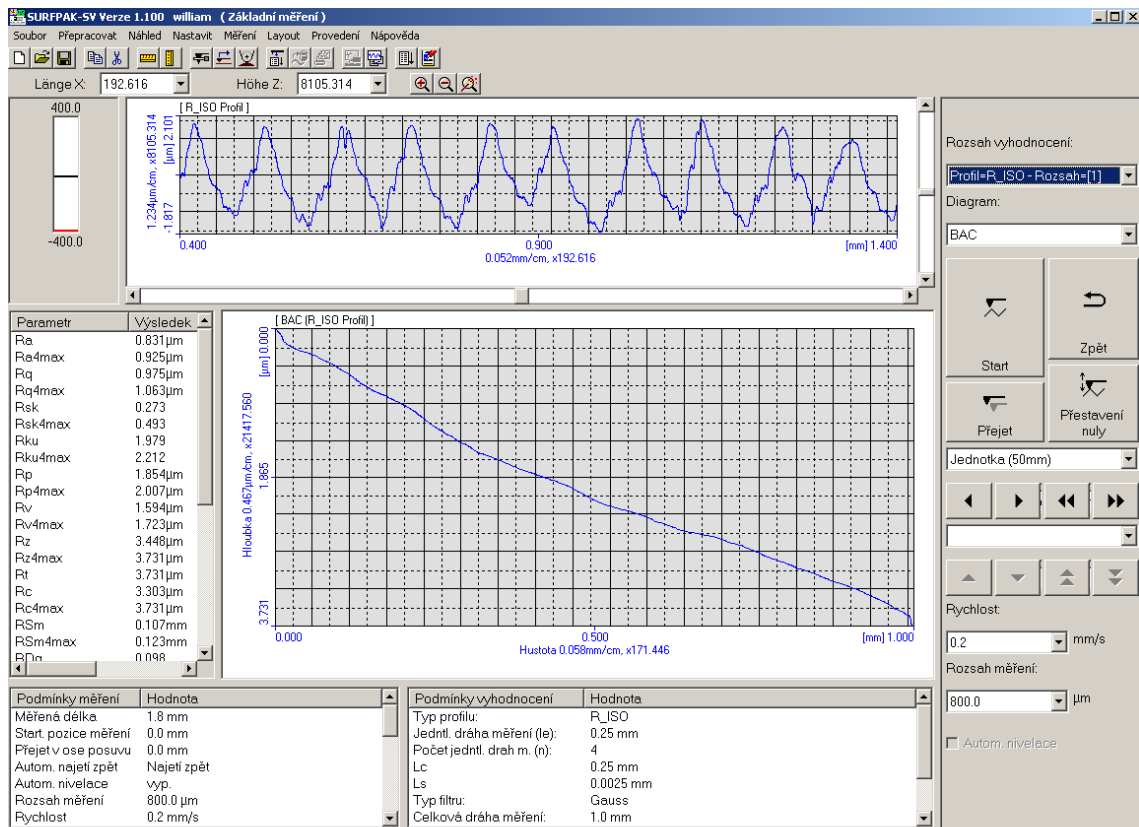 SURFPAK-SV Verze 1.100 william ( Základní měření )
Soubor Přepracovat Náhled Nastavit Měření Layout Provedení Nápověda
Länge X: 192.616 Höhe Z: 8105.314
400.0
-400.0
[ R_ISO Profil ]
1.234µm/cm, x8105.314
-1.817 [µm] 2.101
0.400 0.900 [mm] 1.400
0.052mm/cm, x192.616
Parametr Výsledek
Ra 0.831µm
Ra4max 0.925µm
Rq 0.975µm
Rq4max 1.063µm
Rsk 0.273
Rsk4max 0.493
Rku 1.979
Rku4max 2.212
Rp 1.854µm
Rp4max 2.007µm
Rv 1.594µm
Rv4max 1.723µm
Rz 3.448µm
Rz4max 3.731µm
Rt 3.731µm
Rc 3.303µm
Rc4max 3.731µm
RSm 0.107mm
RSm4max 0.123mm
RDq 0.098
[ BAC (R_ISO Profil) ]
Hloubka 0.467µm/cm, x21417.560
[µm] 0.000
1.865
3.731
0.000 0.500 [mm] 1.000
Hustota 0.058mm/cm, x171.446
Podmínky měření Hodnota
Měřená délka 1.8 mm
Start. pozice měření 0.0 mm
Přejet v ose posuvu 0.0 mm
Autom. najetí zpět Najetí zpět
Autom. nivelace vyp.
Rozsah měření 800.0 µm
Rychlost 0.2 mm/s
Podmínky vyhodnocení Hodnota
Typ profilu: R_ISO
Jedntl. dráha měření (le): 0.25 mm
Počet jedntl. drah m. (n): 4
Lc 0.25 mm
Ls 0.0025 mm
Typ filtru: Gauss
Celková dráha měření: 1.0 mm
Rozsah vyhodnocení:
Profil=R_ISO - Rozsah=[1]
Diagram:
BAC
Start
Zpět
Přejet
Přestavení
nuly
Jednotka (50mm)
Rychlost:
0.2 mm/s
Rozsah měření:
800.0 µm
Autom. nivelace